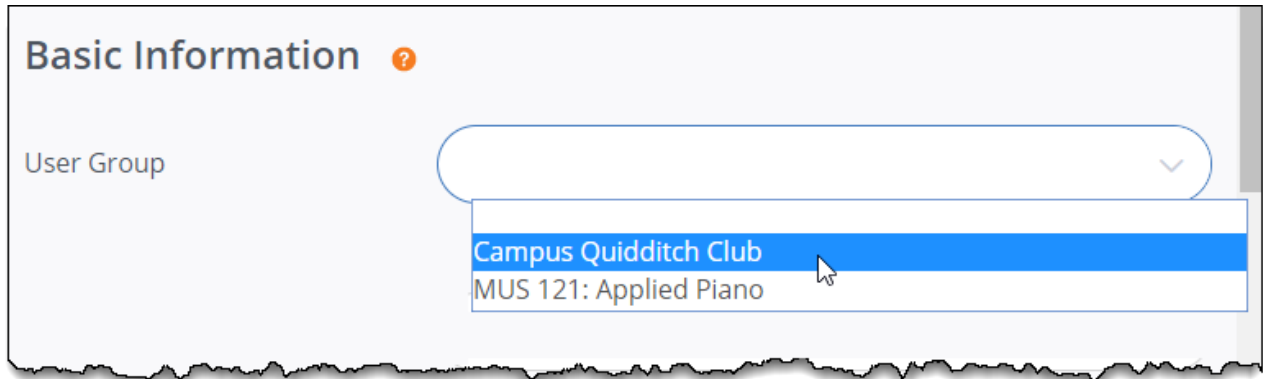 Basic Information ?
User Group
Campus Quidditch Club
MUS 121: Applied Piano